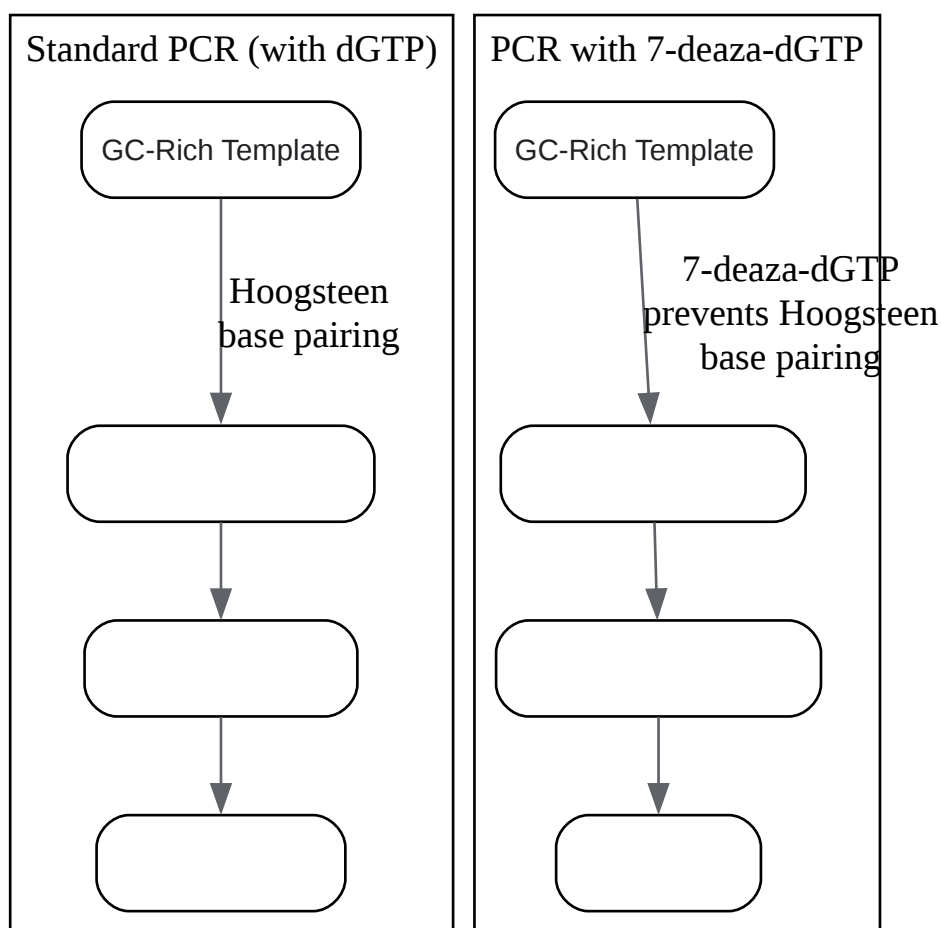 Standard PCR (with dGTP)
GC-Rich Template
Hoogsteen
base pairing
PCR with 7-deaza-dGTP
GC-Rich Template
7-deaza-dGTP
prevents Hoogsteen
base pairing